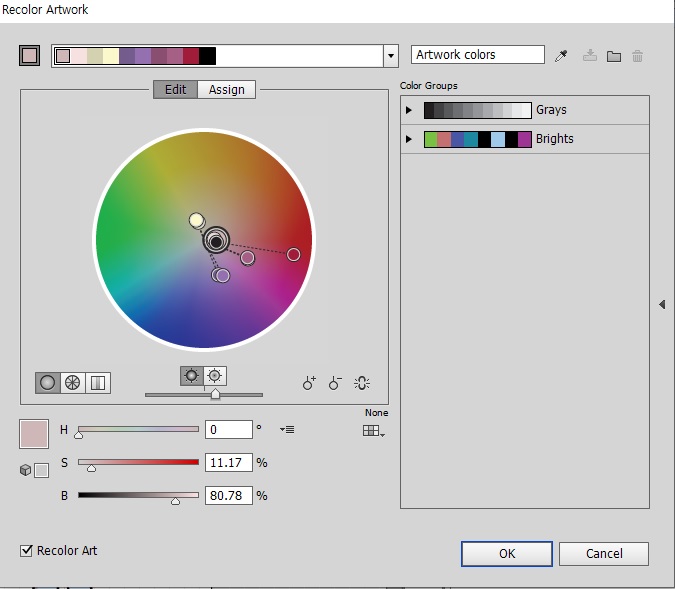 Recolor Artwork
Artwork colors
Color Groups
Edit
Assign
Grays
Brights
None
H
0
°
S
11.17
%
B
80.78
%
Recolor Art
OK
Cancel